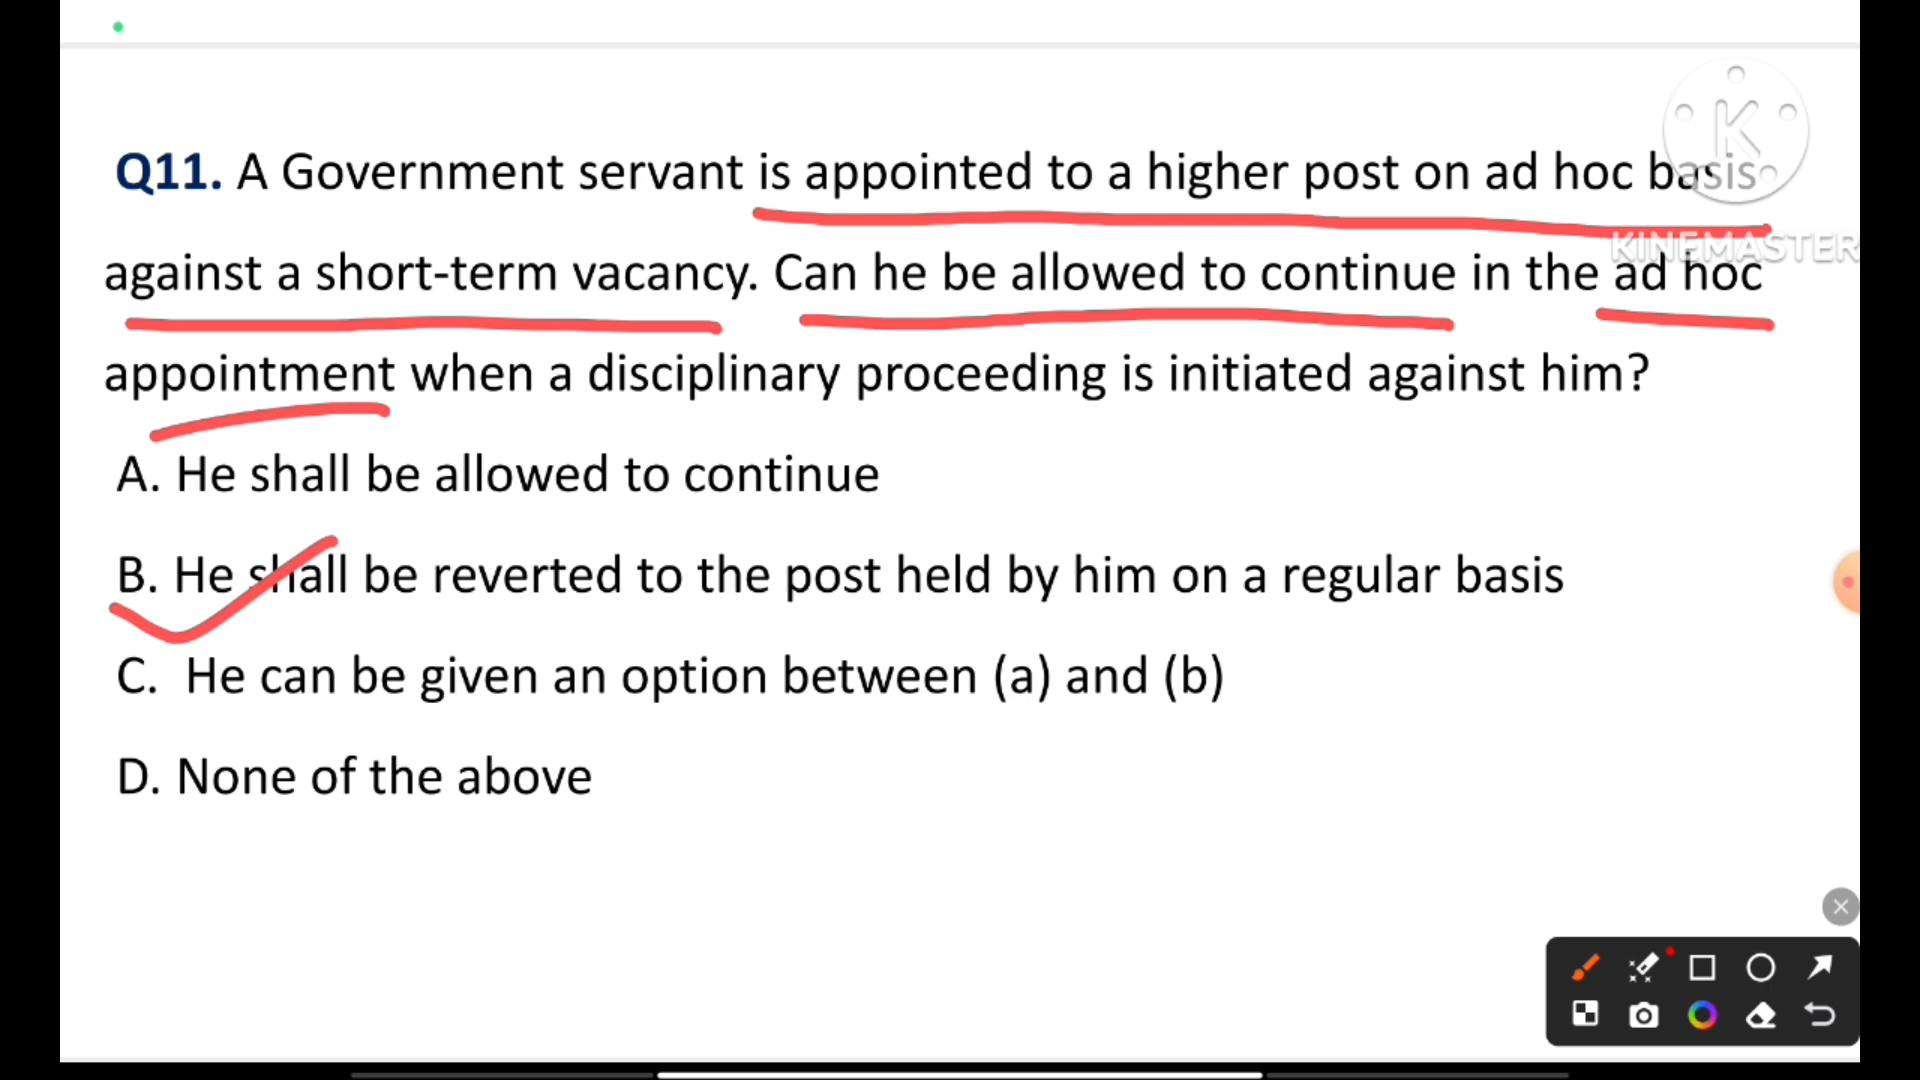 Q11. A Government servant is appointed to a higher post on ad hoc basis
against a short-term vacancy. Can he be allowed to continue in the ad hoc
appointment when a disciplinary proceeding is initiated against him?
A. He shall be allowed to continue
B. He shall be reverted to the post held by him on a regular basis
C. He can be given an option between (a) and (b)
D. None of the above
K
KINEMASTER